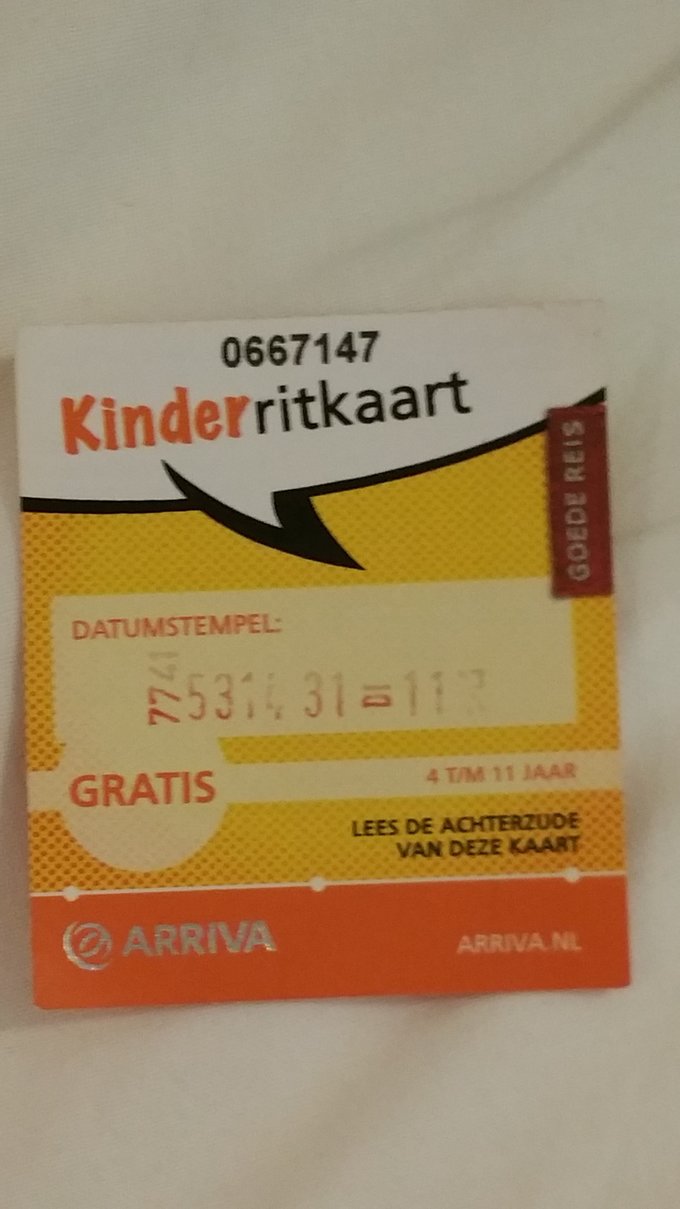 0667147
Kinderritkaart
GOEDE REIS
DATUMSTEMPEL:
GRATIS
4 T/M 11 JAAR
LEES DE ACHTERZIJDE
VAN DEZE KAART
ARRIVA
ARRIVA.NL